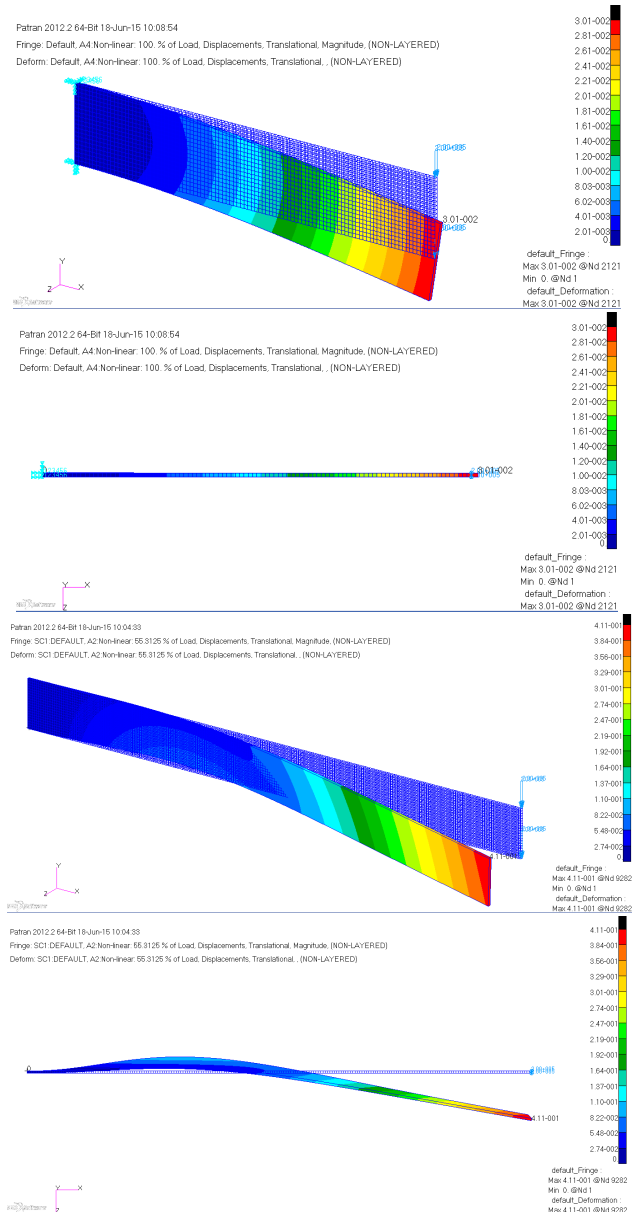 Patran 2012.2 64-Bit 18-Jun-15 10:08:54
Fringe: Default, A4:Non-linear: 100. % of Load, Displacements, Translational, Magnitude, (NON-LAYERED)
Deform: Default, A4:Non-linear: 100. % of Load, Displacements, Translational, , (NON-LAYERED)
3.01-002
2.81-002
2.61-002
2.41-002
2.21-002
2.01-002
1.81-002
1.61-002
1.40-002
1.20-002
1.00-002
8.03-003
6.02-003
4.01-003
2.01-003
0
3.01-002
Y
Z
X
default_Fringe :
Max 3.01-002 @Nd 2121
Min 0. @Nd 1
default_Deformation :
Max 3.01-002 @Nd 2121
Patran 2012.2 64-Bit 18-Jun-15 10:08:54
Fringe: Default, A4:Non-linear: 100. % of Load, Displacements, Translational, Magnitude, (NON-LAYERED)
Deform: Default, A4:Non-linear: 100. % of Load, Displacements, Translational, , (NON-LAYERED)
3.01-002
2.81-002
2.61-002
2.41-002
2.21-002
2.01-002
1.81-002
1.61-002
1.40-002
1.20-002
1.00-002
8.03-003
6.02-003
4.01-003
2.01-003
0
3.01-002
Y
X
Z
default_Fringe :
Max 3.01-002 @Nd 2121
Min 0. @Nd 1
default_Deformation :
Max 3.01-002 @Nd 2121
Patran 2012.2 64-Bit 18-Jun-15 10:04:33
Fringe: SC1:DEFAULT, A2:Non-linear: 55.3125 % of Load, Displacements, Translational, Magnitude, (NON-LAYERED)
Deform: SC1:DEFAULT, A2:Non-linear: 55.3125 % of Load, Displacements, Translational, , (NON-LAYERED)
4.11-001
3.84-001
3.56-001
3.29-001
3.01-001
2.74-001
2.47-001
2.19-001
1.92-001
1.64-001
1.37-001
1.10-001
8.22-002
5.48-002
2.74-002
0
Y
Z
X
default_Fringe :
Max 4.11-001 @Nd 9282
Min 0. @Nd 1
default_Deformation :
Max 4.11-001 @Nd 9282
Patran 2012.2 64-Bit 18-Jun-15 10:04:33
Fringe: SC1:DEFAULT, A2:Non-linear: 55.3125 % of Load, Displacements, Translational, Magnitude, (NON-LAYERED)
Deform: SC1:DEFAULT, A2:Non-linear: 55.3125 % of Load, Displacements, Translational, , (NON-LAYERED)
4.11-001
3.84-001
3.56-001
3.29-001
3.01-001
2.74-001
2.47-001
2.19-001
1.92-001
1.64-001
1.37-001
1.10-001
8.22-002
5.48-002
2.74-002
0
0
4.11-001
Y
X
Z
default_Fringe :
Max 4.11-001 @Nd 9282
Min 0. @Nd 1
default_Deformation :
Max 4.11-001 @Nd 9282